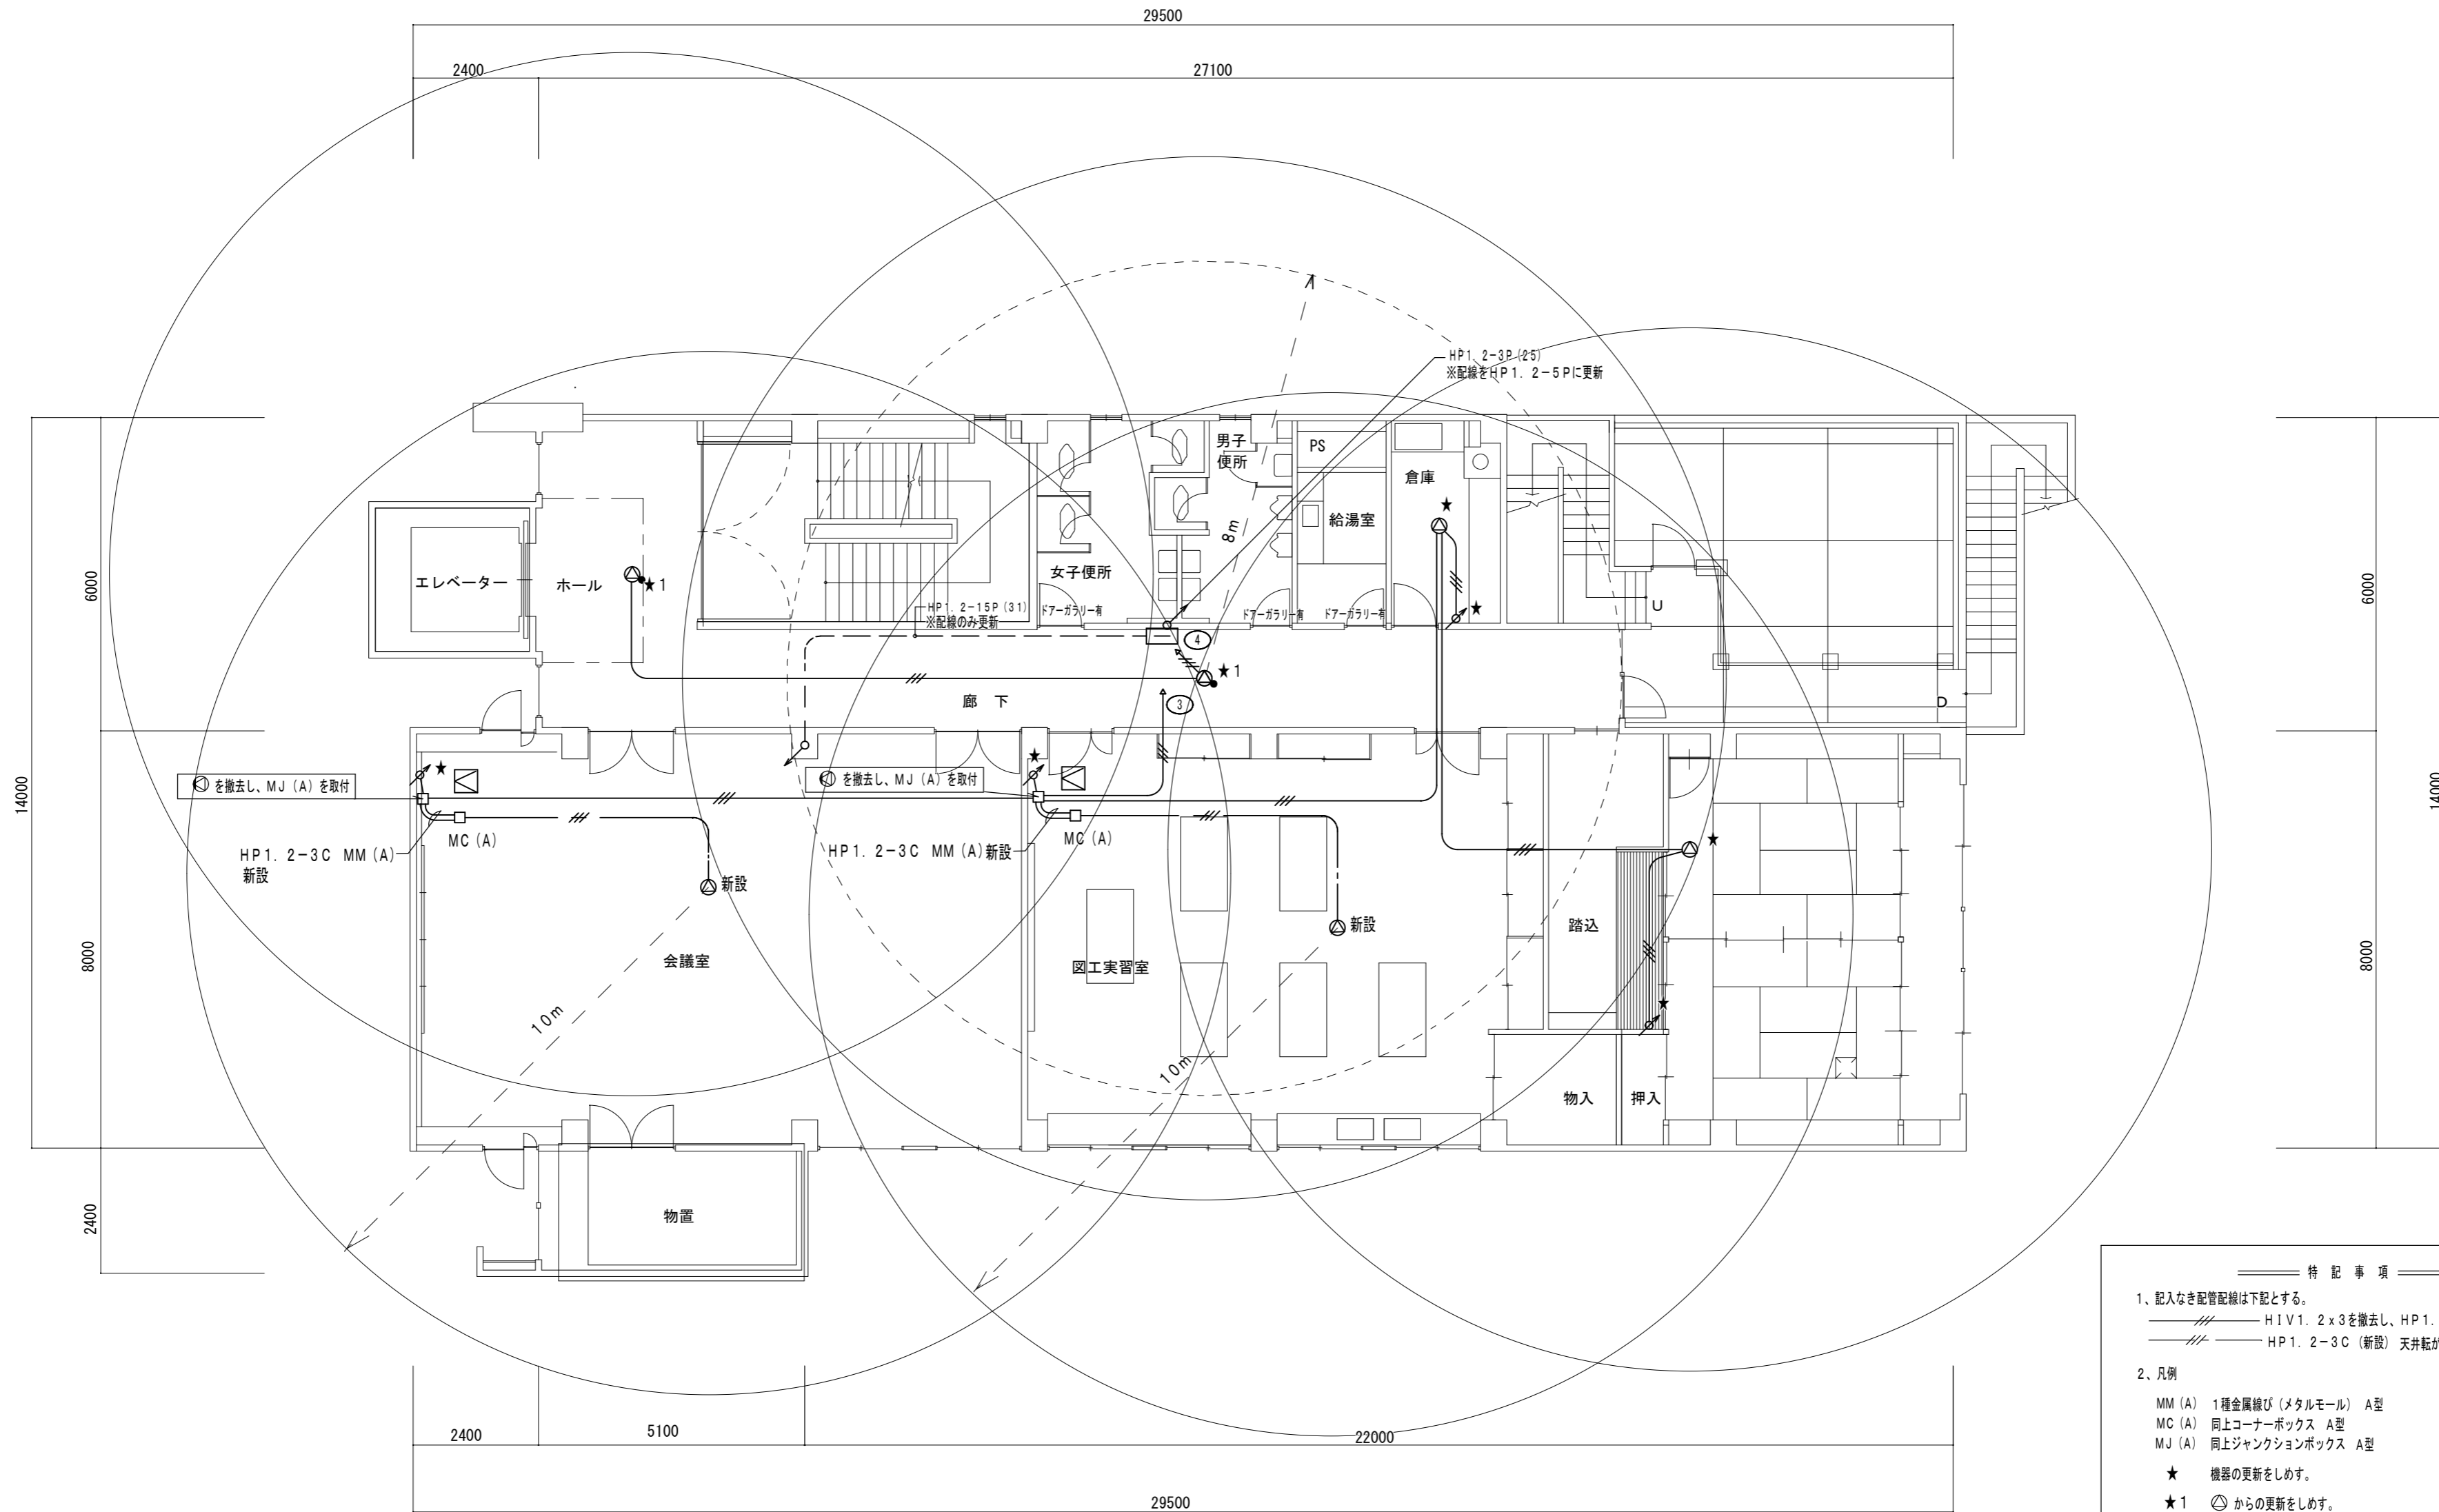 29500
2400
27100
HP1.2-3P(25)
※配線をHP1.2-5Pに更新
男子
便所
PS
倉庫
★
8m
給湯室
6000
6000
エレベーター
ホール
★1
女子便所
HP1.2-15P(31)
※配線のみ更新
ドアーガラリー有
ドアーガラリー有
ドアーガラリー有
★
U
4
★1
3
廊 下
D
14000
14000
★
★
を撤去し、MJ(A)を取付
を撤去し、MJ(A)を取付
MC(A)
MC(A)
HP1.2-3C MM(A)
新設
HP1.2-3C MM(A)新設
★
新設
新設
踏込
会議室
図工実習室
8000
8000
★
10m
10m
物入
押入
物置
2400
特 記 事 項
1、記入なき配管配線は下記とする。
HIV1.2x3を撤去し、HP1.
HP1.2-3C(新設) 天井転が
2、凡例
MM(A) 1種金属線ぴ(メタルモール) A型
MC(A) 同上コーナーボックス A型
MJ(A) 同上ジャンクションボックス A型
★ 機器の更新をしめす。
★1 からの更新をしめす。
2400
5100
22000
29500